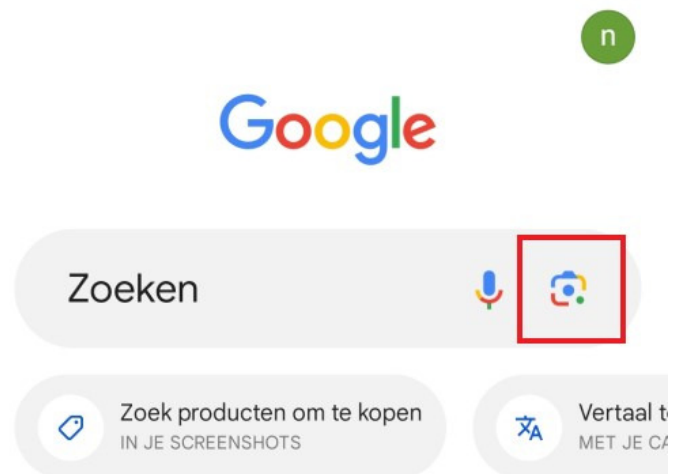 n
Google
Zoeken
Zoek producten om te kopen
IN JE SCREENSHOTS
Vertaal
MET JE